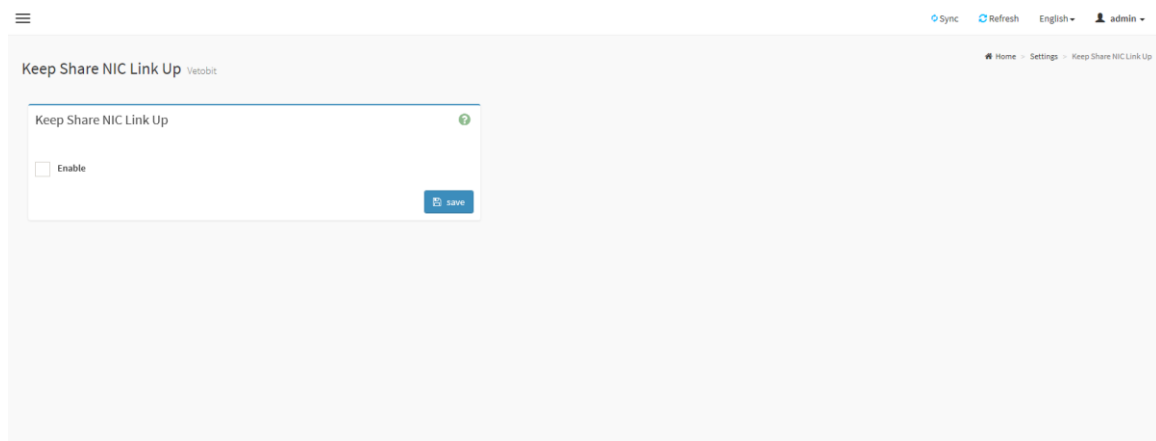 Sync Refresh English admin
Home > Settings > Keep Share NIC Link Up
Keep Share NIC Link Up Vetobit
Keep Share NIC Link Up ?
Enable
save